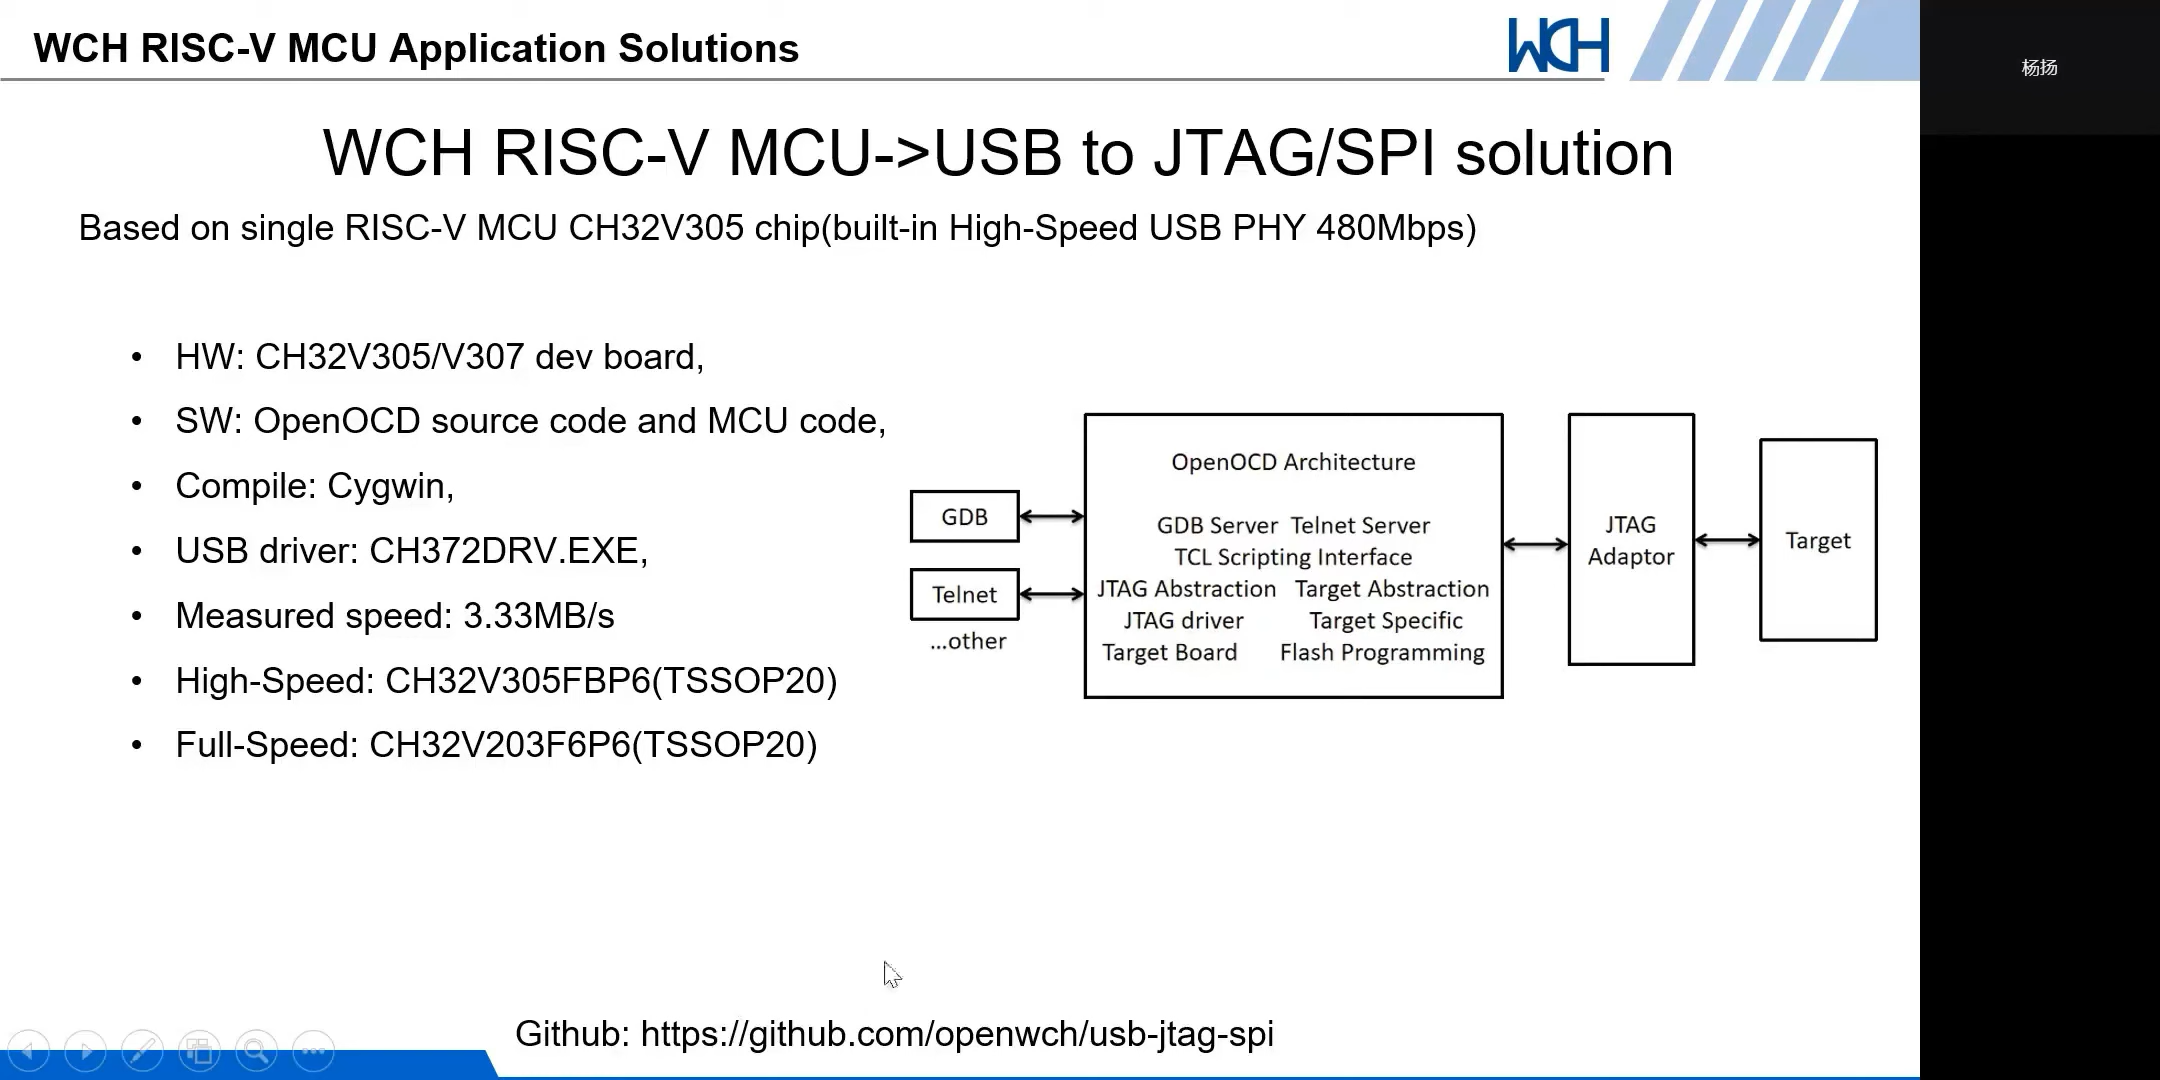 WCH RISC-V MCU Application Solutions
WCH
杨扬
WCH RISC-V MCU->USB to JTAG/SPI solution
Based on single RISC-V MCU CH32V305 chip(built-in High-Speed USB PHY 480Mbps)
• HW: CH32V305/V307 dev board,
• SW: OpenOCD source code and MCU code,
• Compile: Cygwin,
• USB driver: CH372DRV.EXE,
• Measured speed: 3.33MB/s
• High-Speed: CH32V305FBP6(TSSOP20)
• Full-Speed: CH32V203F6P6(TSSOP20)
GDB
Telnet
...other
OpenOCD Architecture
GDB Server Telnet Server
TCL Scripting Interface
JTAG Abstraction Target Abstraction
JTAG driver Target Specific
Target Board Flash Programming
JTAG
Adaptor
Target
Github: https://github.com/openwch/usb-jtag-spi